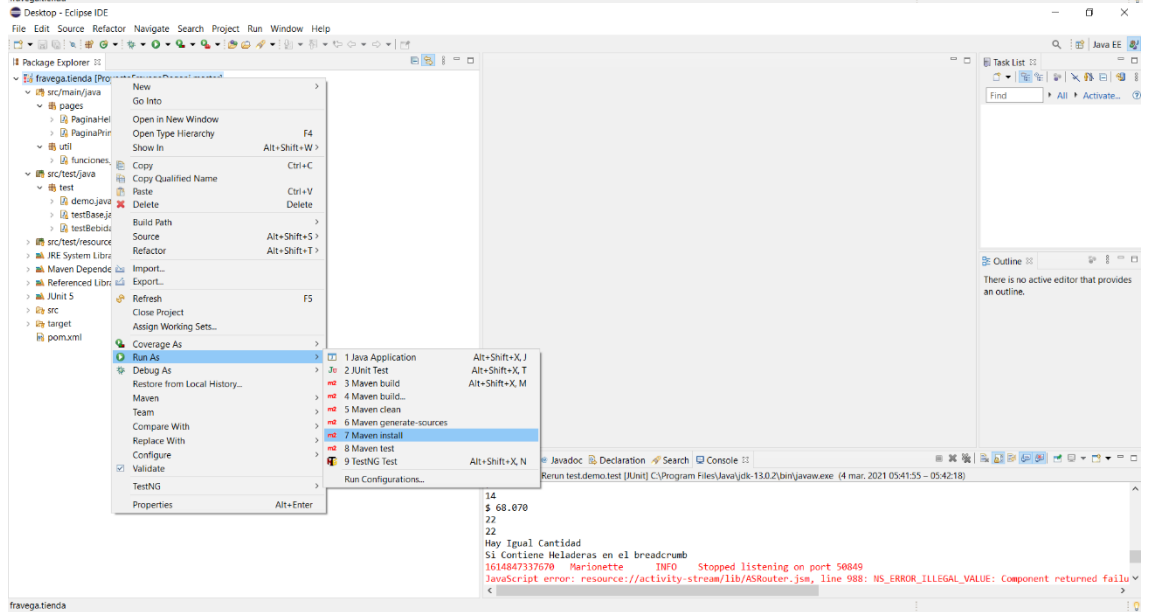 Desktop - Eclipse IDE
File Edit Source Refactor Navigate Search Project Run Window Help
Java EE
Package Explorer
fravega.tienda
src/main/java
pages
PaginaHel
PaginaPrin
util
funciones.
src/test/java
test
demo.java
testBase.ja
testBebida
src/test/resource
JRE System Libra
Maven Depende
Referenced Libra
JUnit 5
src
target
pom.xml
New
Go Into
Open in New Window
Open Type Hierarchy F4
Show In Alt+Shift+W
Copy Ctrl+C
Copy Qualified Name
Paste Ctrl+V
Delete Delete
Build Path
Source Alt+Shift+S
Refactor Alt+Shift+T
Import...
Export...
Refresh F5
Close Project
Assign Working Sets...
Coverage As
Run As
Debug As
Restore from Local History...
Maven
Team
Compare With
Replace With
Configure
Validate
TestNG
Properties Alt+Enter
1 Java Application Alt+Shift+X, J
2 JUnit Test Alt+Shift+X, T
3 Maven build Alt+Shift+X, M
4 Maven build...
5 Maven clean
6 Maven generate-sources
7 Maven install
8 Maven test
9 TestNG Test Alt+Shift+X, N
Run Configurations...
Task List
Find All Activate...
Outline
There is no active editor that provides
an outline.
Javadoc Declaration Search Console
Rerun test.demo.test [JUnit] C:\Program Files\Java\jdk-13.0.2\bin\javaw.exe (4 mar. 2021 05:41:55 – 05:42:18)
14
$ 68.070
22
22
Hay Igual Cantidad
Si Contiene Heladeras en el breadcrumb
1614847337670 Marionette INFO Stopped listening on port 50849
JavaScript error: resource://activity-stream/lib/ASRouter.jsm, line 988: NS_ERROR_ILLEGAL_VALUE: Component returned failu
fravega.tienda